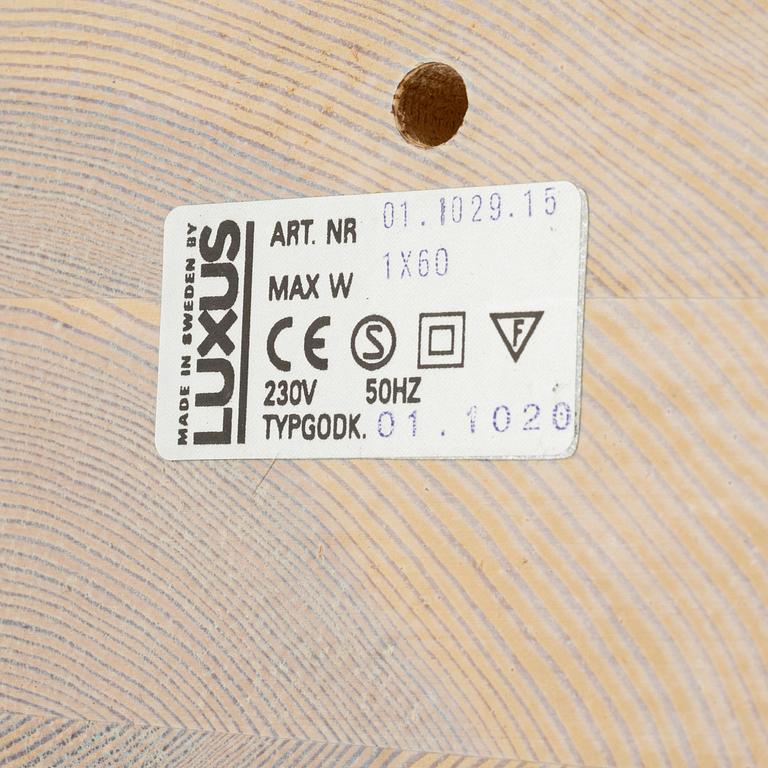 MADE IN SWEDEN BY
LUXUS
ART. NR 01.1029.15
MAX W 1X60
CE S F
230V 50HZ
TYPGODK. 01.1020